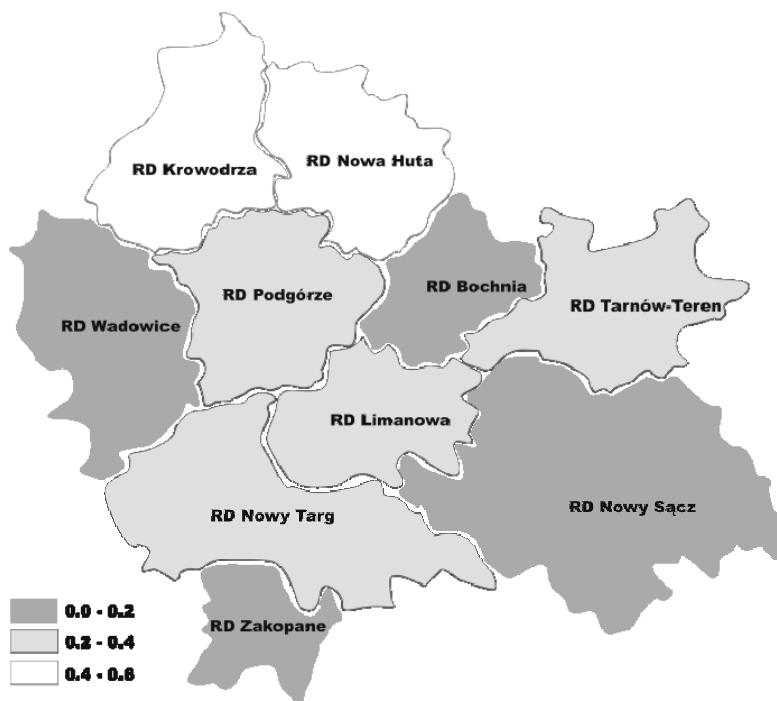 RD Krowodrza
RD Nowa Huta
RD Podgórze
RD Bochnia
RD Wadowice
RD Tarnów-Teren
RD Limanowa
RD Nowy Targ
RD Nowy Sącz
RD Zakopane
0.0 - 0.2
0.2 - 0.4
0.4 - 0.6